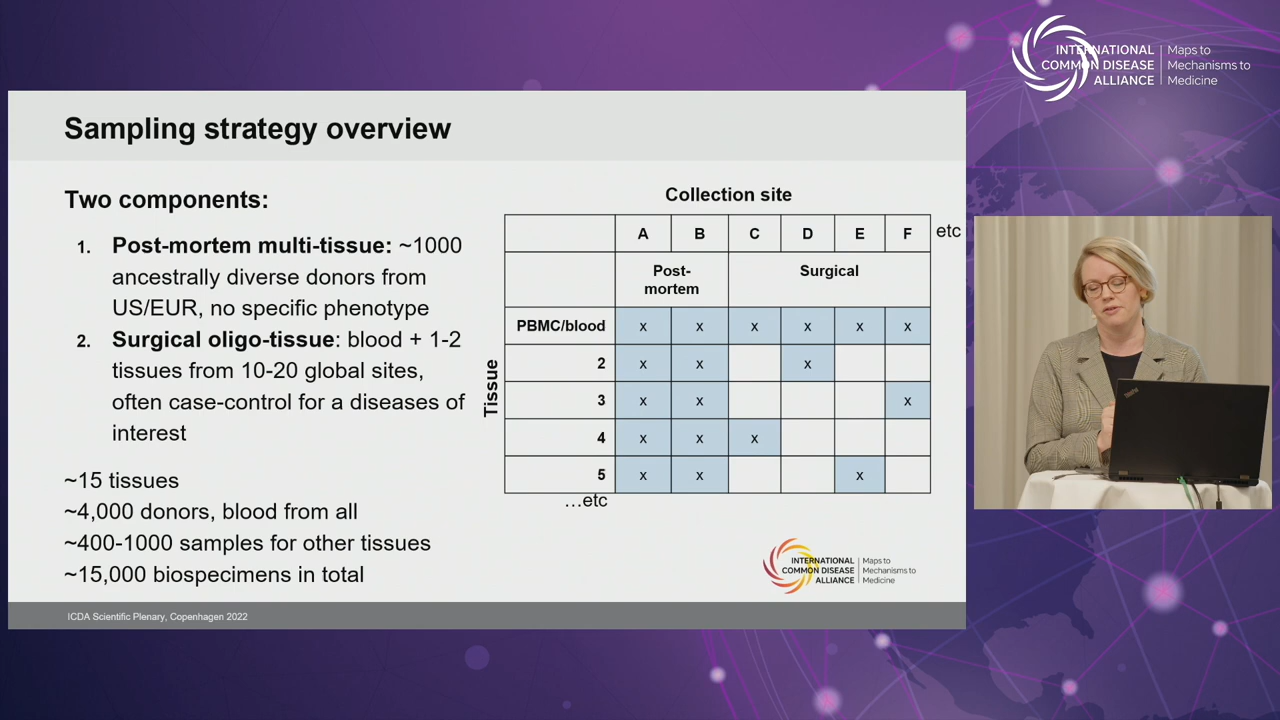 INTERNATIONAL
COMMON DISEASE
ALLIANCE
Maps to
Mechanisms to
Medicine
Sampling strategy overview
Two components:
1. Post-mortem multi-tissue: ~1000
ancestrally diverse donors from
US/EUR, no specific phenotype
2. Surgical oligo-tissue: blood + 1-2
tissues from 10-20 global sites,
often case-control for a diseases of
interest
~15 tissues
~4,000 donors, blood from all
~400-1000 samples for other tissues
~15,000 biospecimens in total
Collection site
A B C D E F etc
Post-
mortem
Surgical
Tissue
PBMC/blood x x x x x x
2 x x x
3 x x x
4 x x x
5 x x x
...etc
INTERNATIONAL
COMMON DISEASE
ALLIANCE
Maps to
Mechanisms to
Medicine
ICDA Scientific Plenary, Copenhagen 2022
ThinkPad